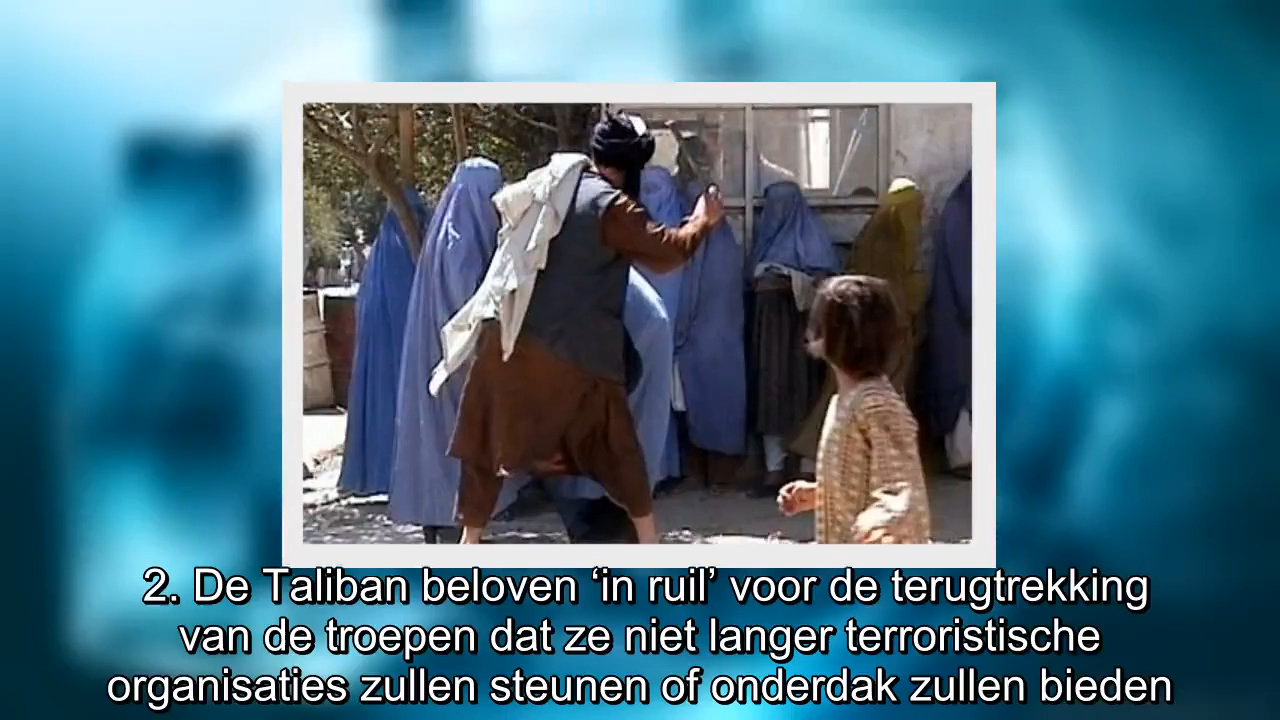 2. De Taliban beloven ‘in ruil’ voor de terugtrekking
van de troepen dat ze niet langer terroristische
organisaties zullen steunen of onderdak zullen bieden